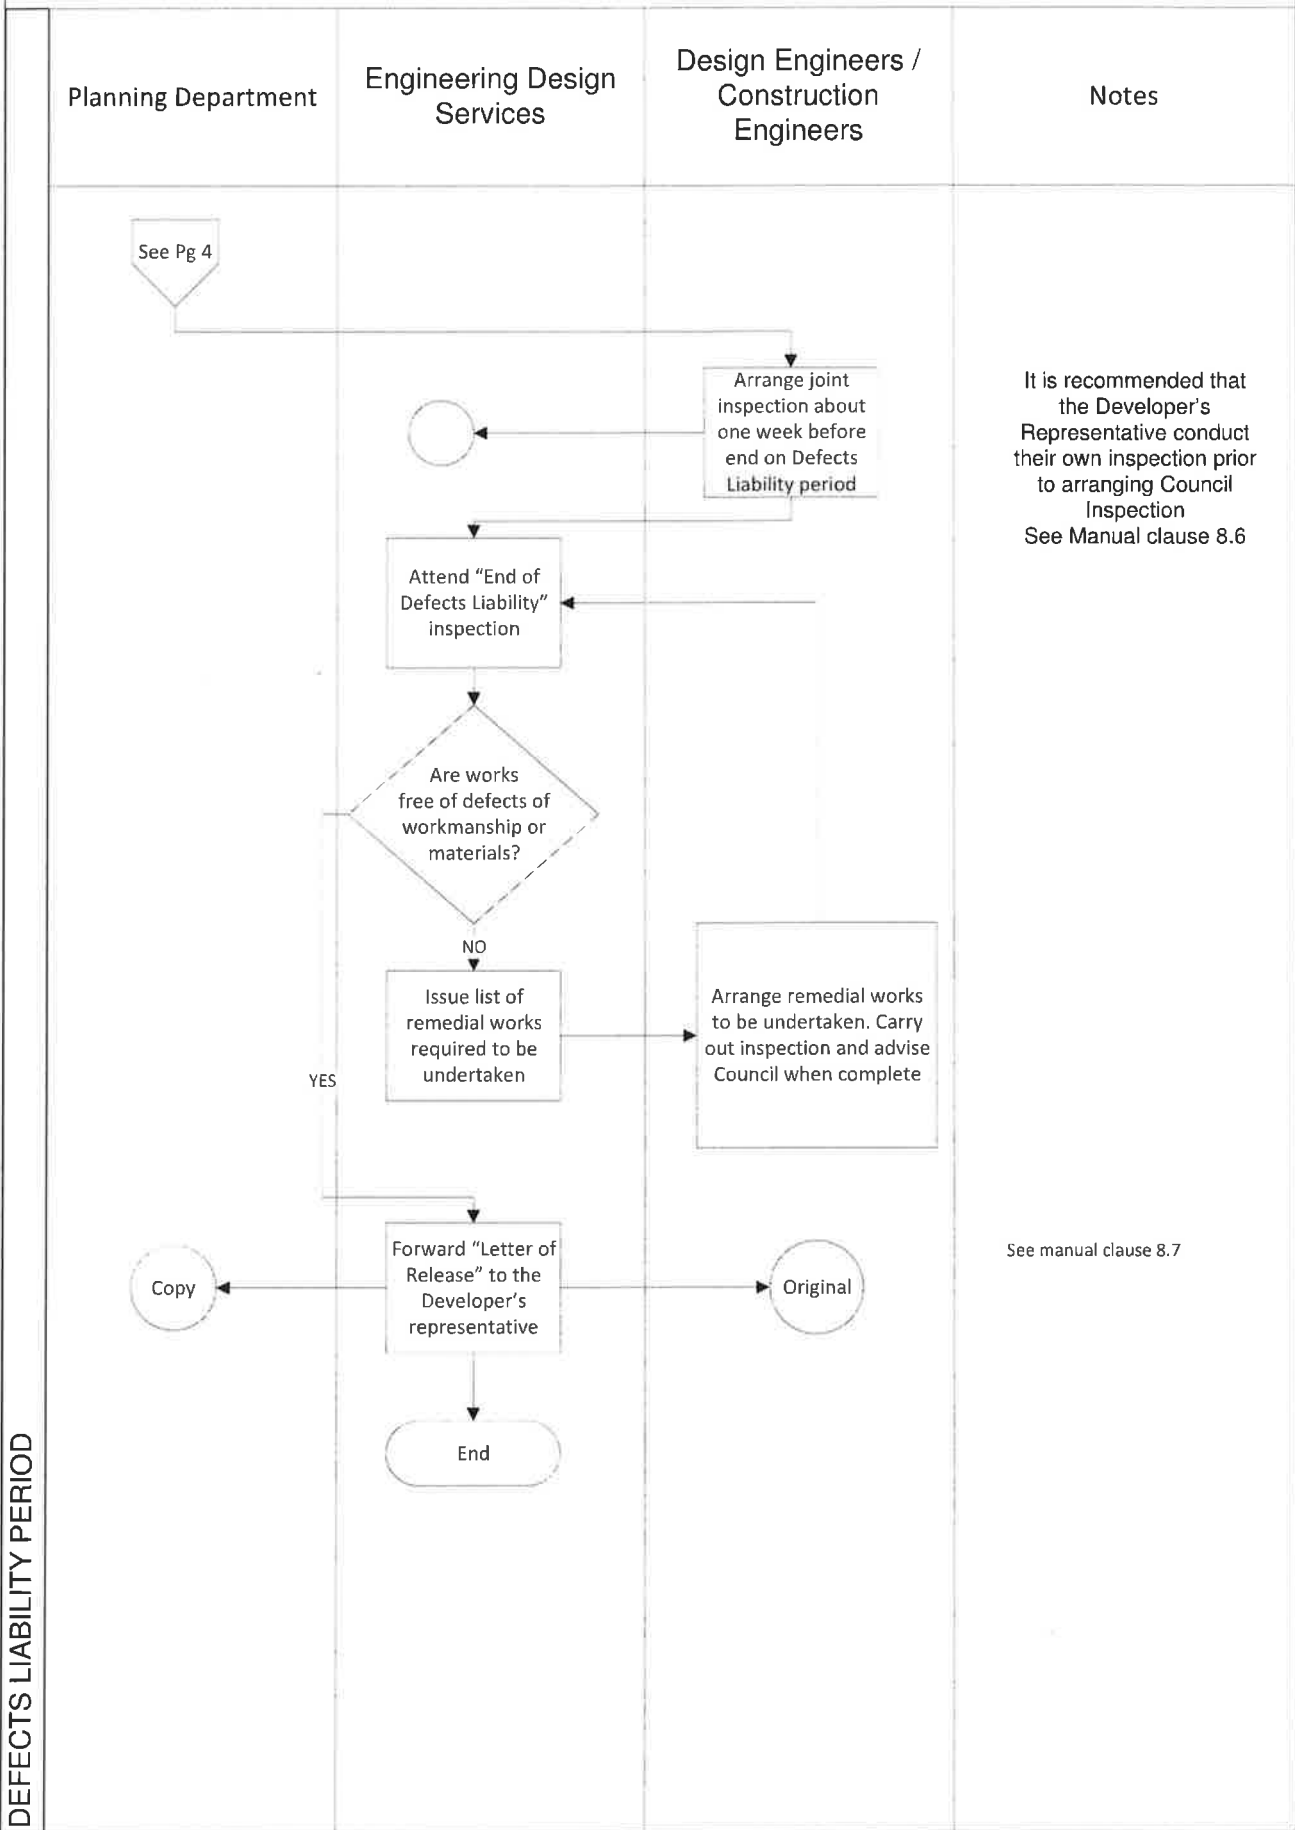 Planning Department
Engineering Design
Services
Design Engineers /
Construction
Engineers
Notes
See Pg 4
Arrange joint
inspection about
one week before
end on Defects
Liability period
It is recommended that
the Developer's
Representative conduct
their own inspection prior
to arranging Council
Inspection
See Manual clause 8.6
Attend "End of
Defects Liability"
inspection
Are works
free of defects of
workmanship or
materials?
NO
Issue list of
remedial works
required to be
undertaken
Arrange remedial works
to be undertaken. Carry
out inspection and advise
Council when complete
YES
Forward "Letter of
Release" to the
Developer's
representative
Copy
Original
See manual clause 8.7
End
DEFECTS LIABILITY PERIOD